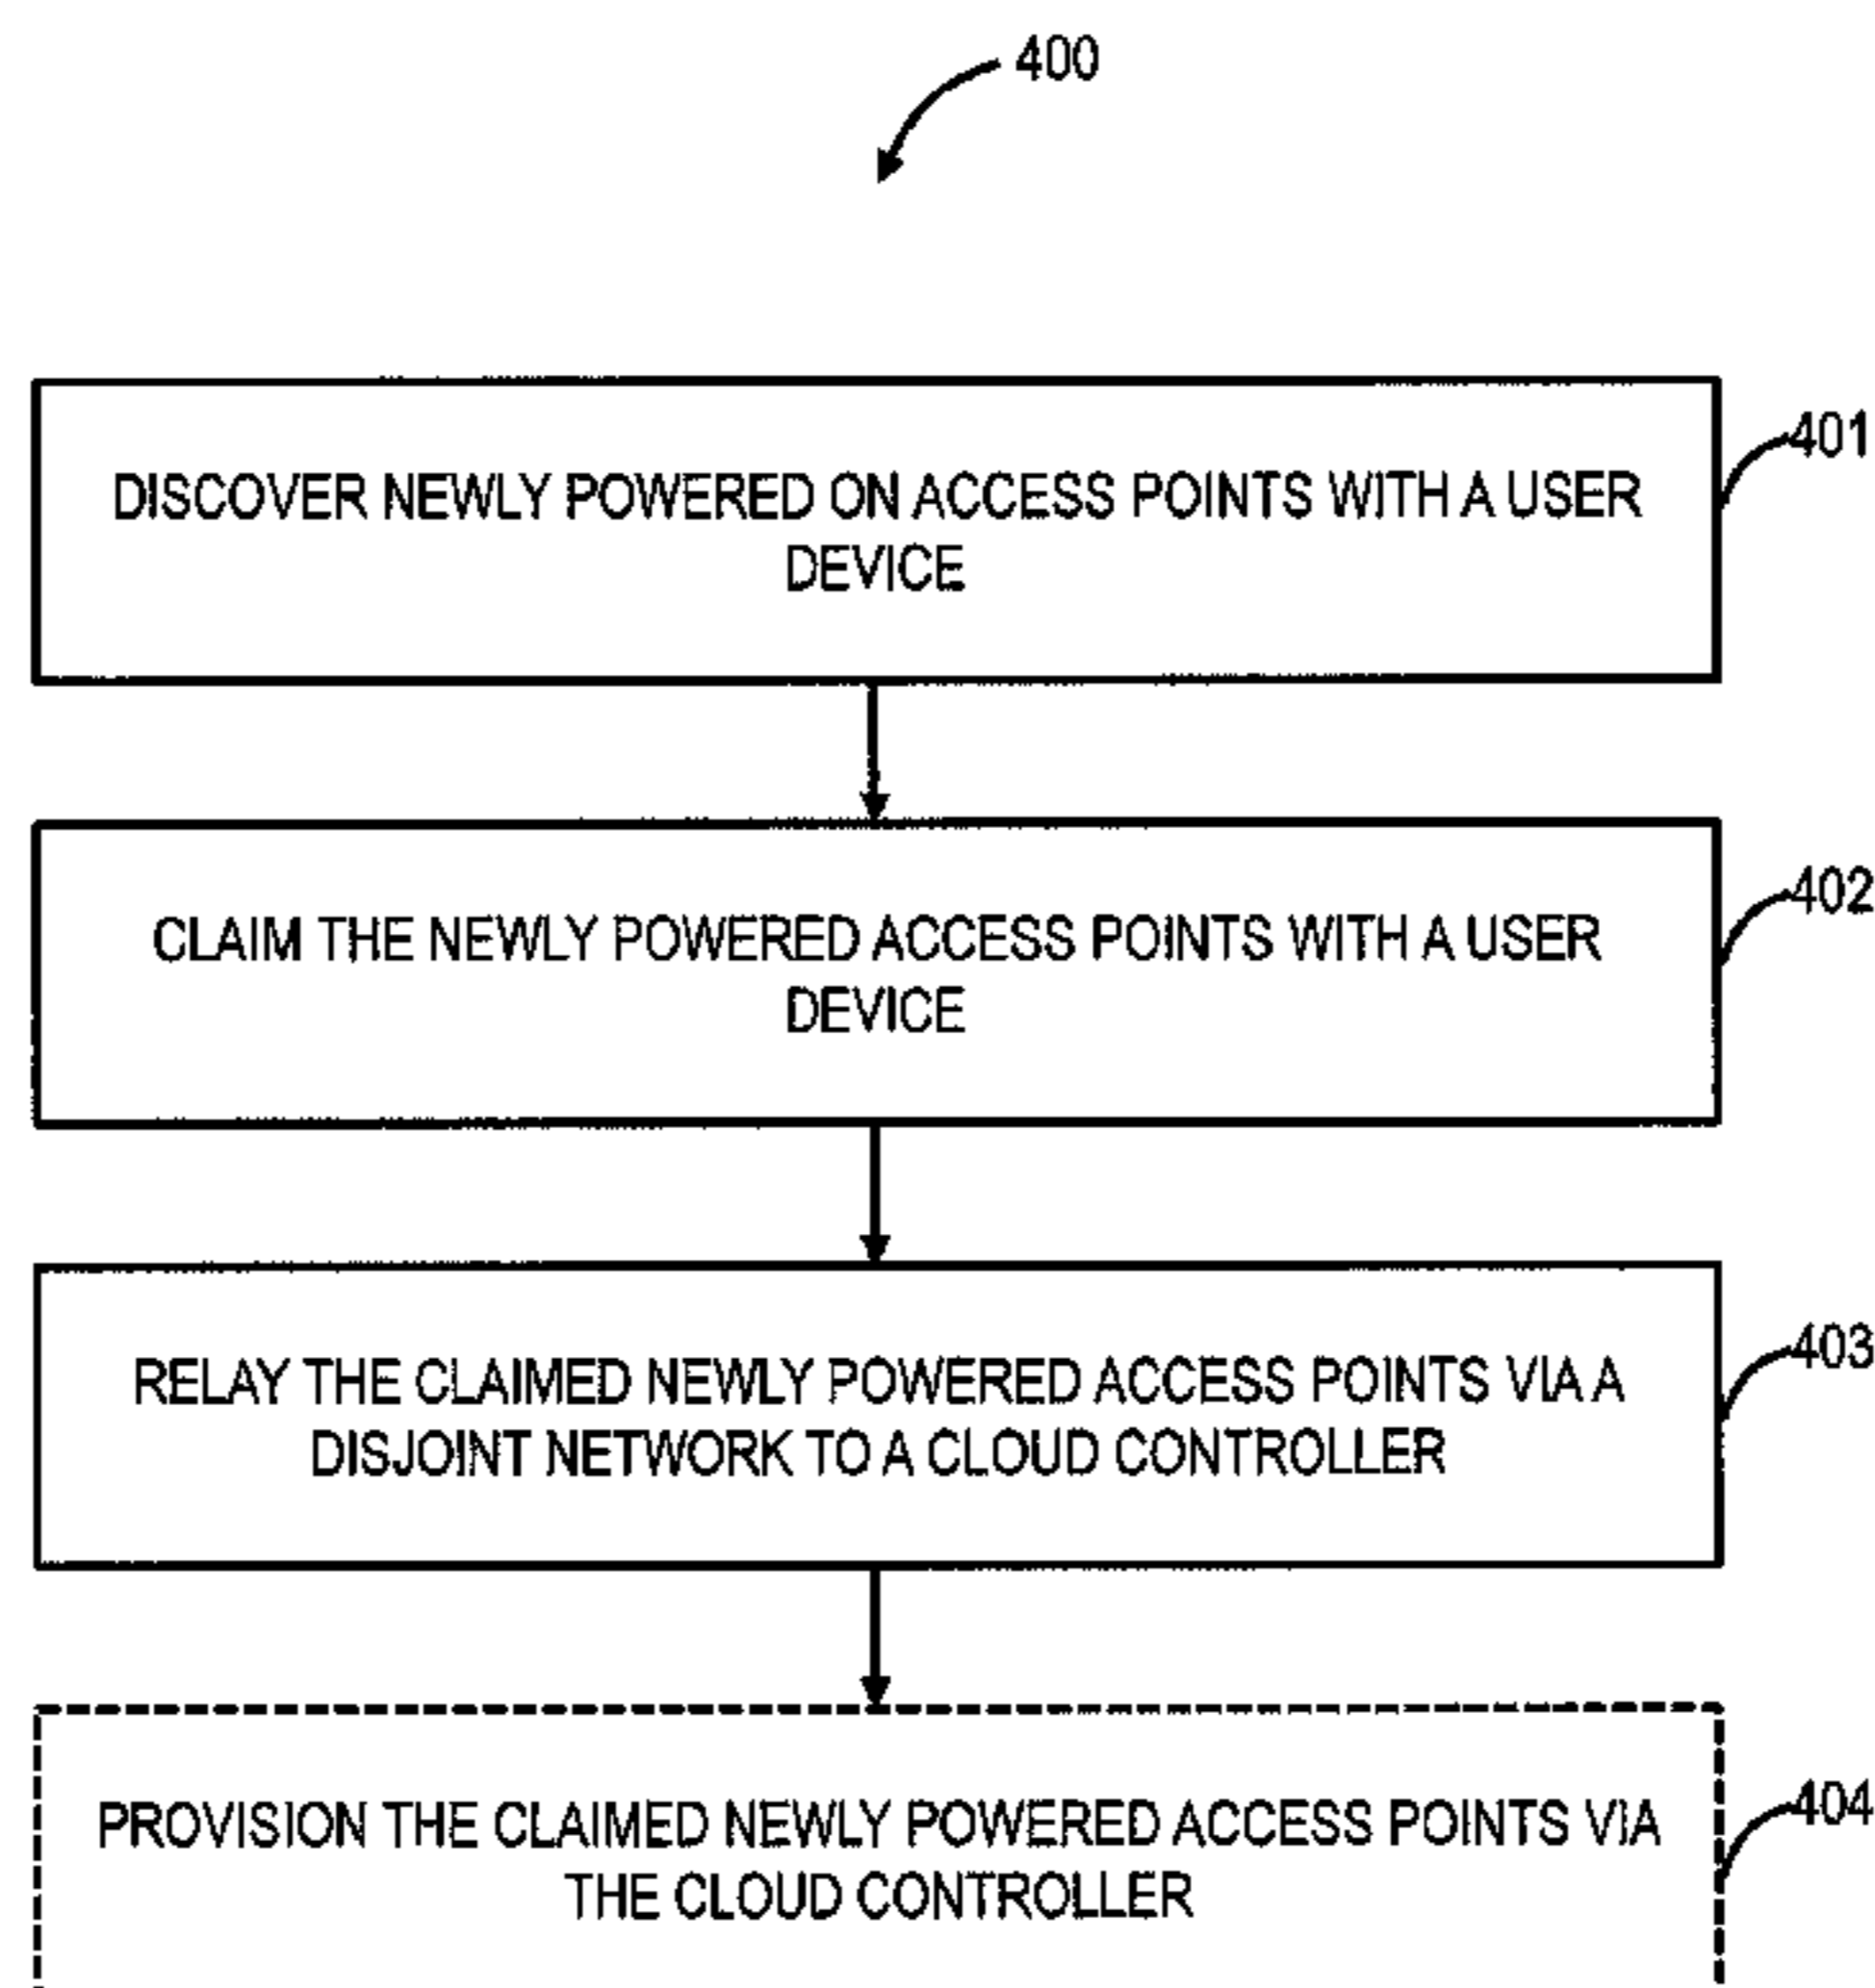 400
401
DISCOVER NEWLY POWERED ON ACCESS POINTS WITH A USER
DEVICE
402
CLAIM THE NEWLY POWERED ACCESS POINTS WITH A USER
DEVICE
403
RELAY THE CLAIMED NEWLY POWERED ACCESS POINTS VIA A
DISJOINT NETWORK TO A CLOUD CONTROLLER
404
PROVISION THE CLAIMED NEWLY POWERED ACCESS POINTS VIA
THE CLOUD CONTROLLER